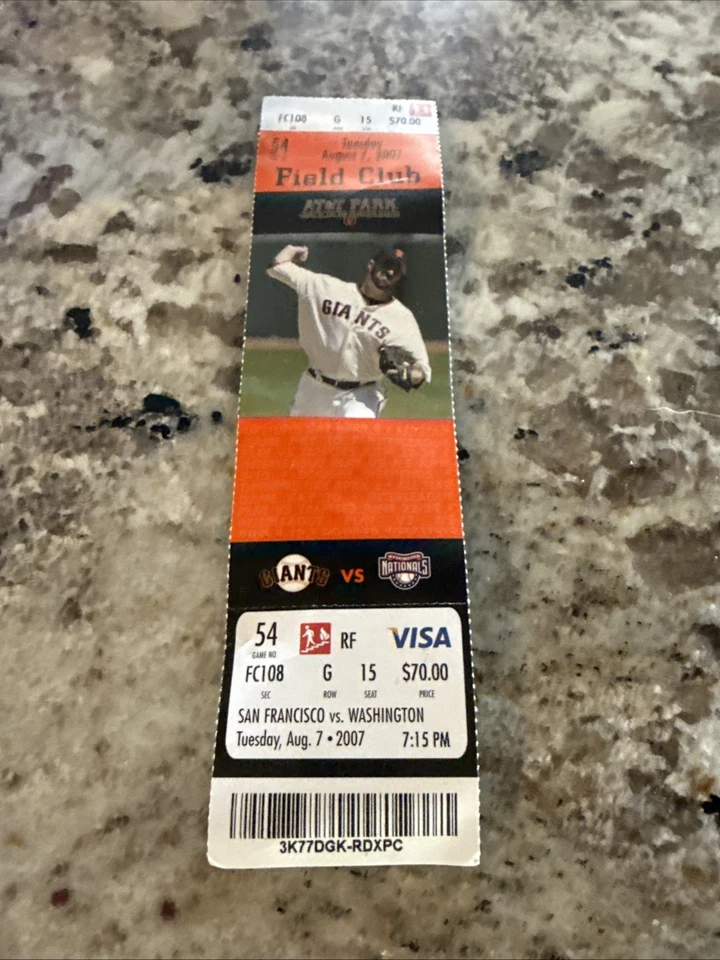 RF
FC108 G 15 $70.00
54 Tuesday
August 7, 2007
Field Club
AT&T PARK
GIANTS
GIANTS VS WASHINGTON NATIONALS
54 RF VISA
GAME NO.
FC108 G 15 $70.00
SEC ROW SEAT PRICE
SAN FRANCISCO vs. WASHINGTON
Tuesday, Aug. 7 • 2007 7:15 PM
3K77DGK-RDXPC